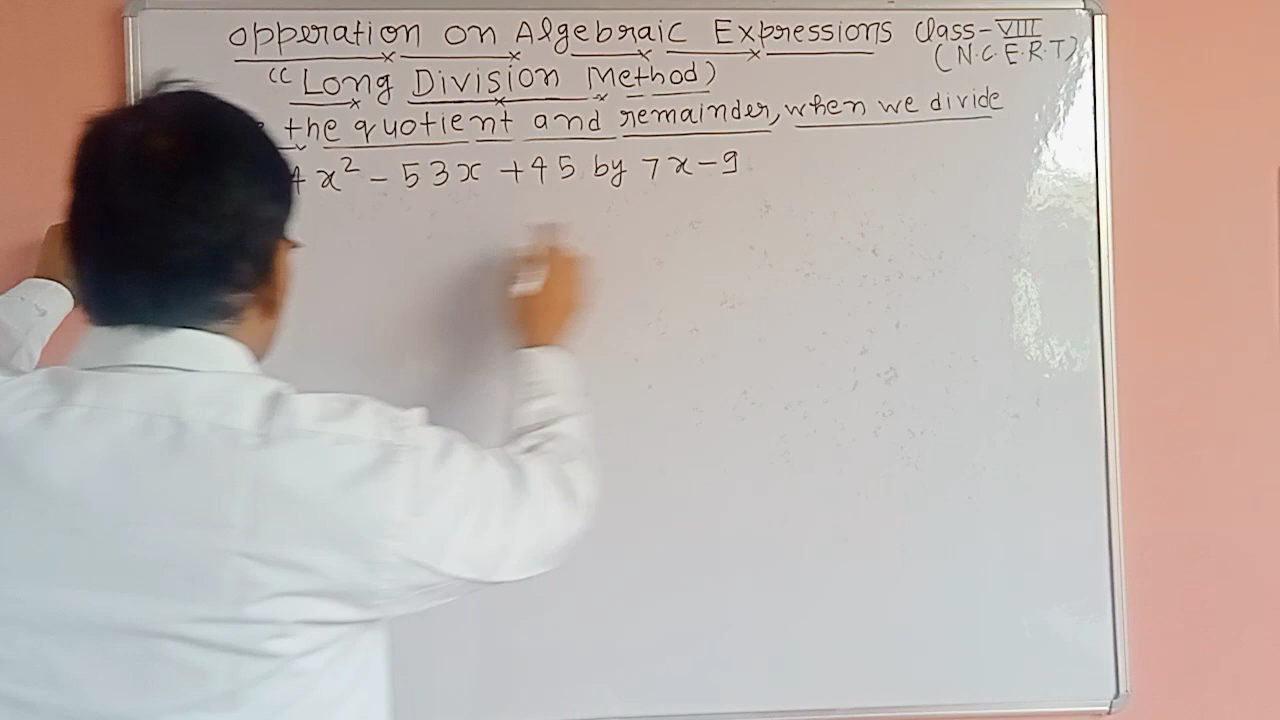 Opperation on Algebraic Expressions Class-VIII
(N.C.E.R.T)
(( Long Division Method)
the quotient and remainder, when we divide
4x² - 53x + 45 by 7x-9